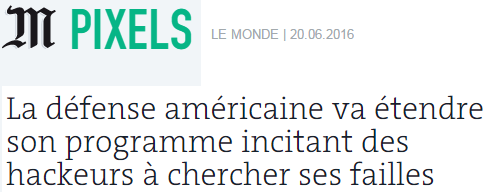 M PIXELS LE MONDE | 20.06.2016
La défense américaine va étendre
son programme incitant des
hackeurs à chercher ses failles